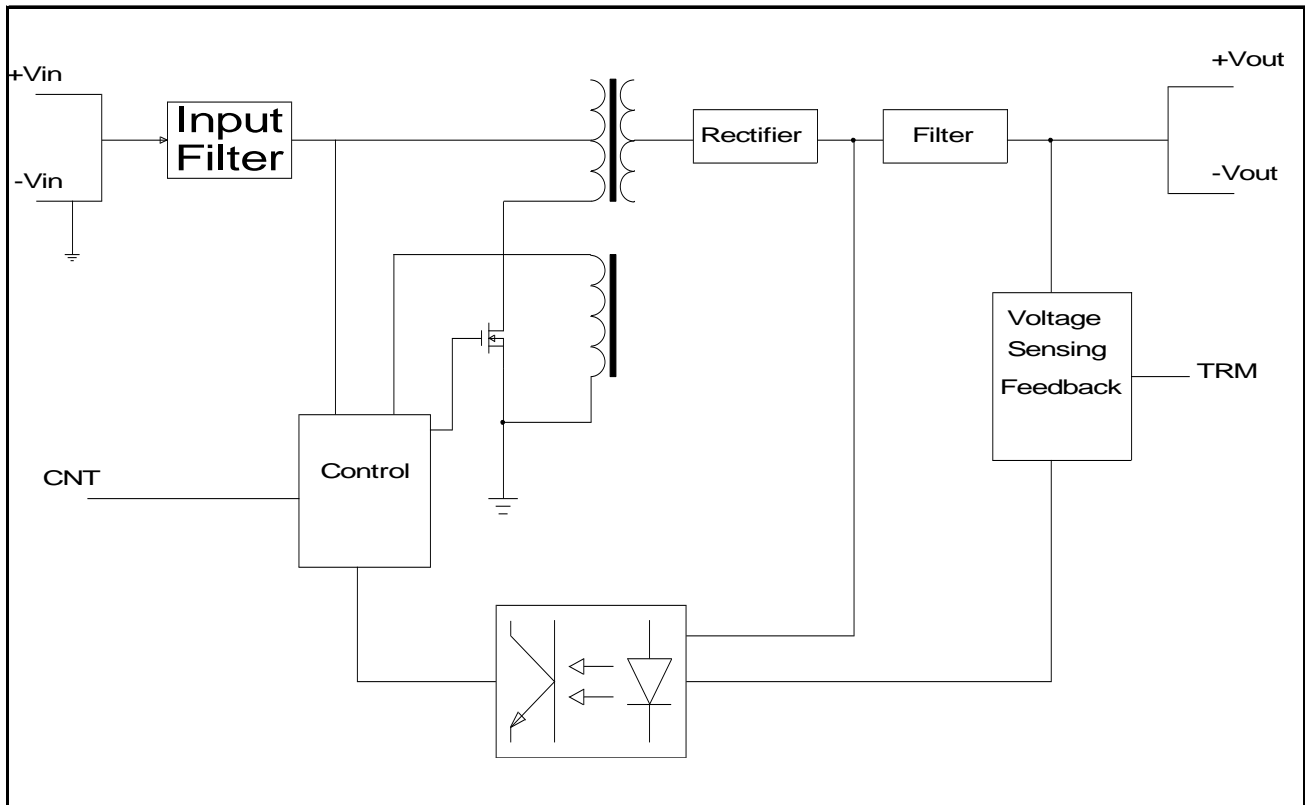 +Vin
+Vout
Input
Filter
Rectifier
Filter
-Vin
-Vout
Voltage
Sensing
Feedback
TRM
Control
CNT